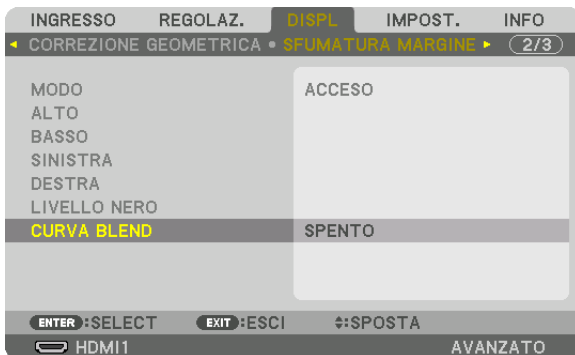 INGRESSO REGOLAZ. DISPL IMPOST. INFO
CORREZIONE GEOMETRICA • SFUMATURA MARGINE 2/3
MODO ACCESO
ALTO
BASSO
SINISTRA
DESTRA
LIVELLO NERO
CURVA BLEND SPENTO
ENTER :SELECT EXIT :ESCI :SPOSTA
HDMI1 AVANZATO